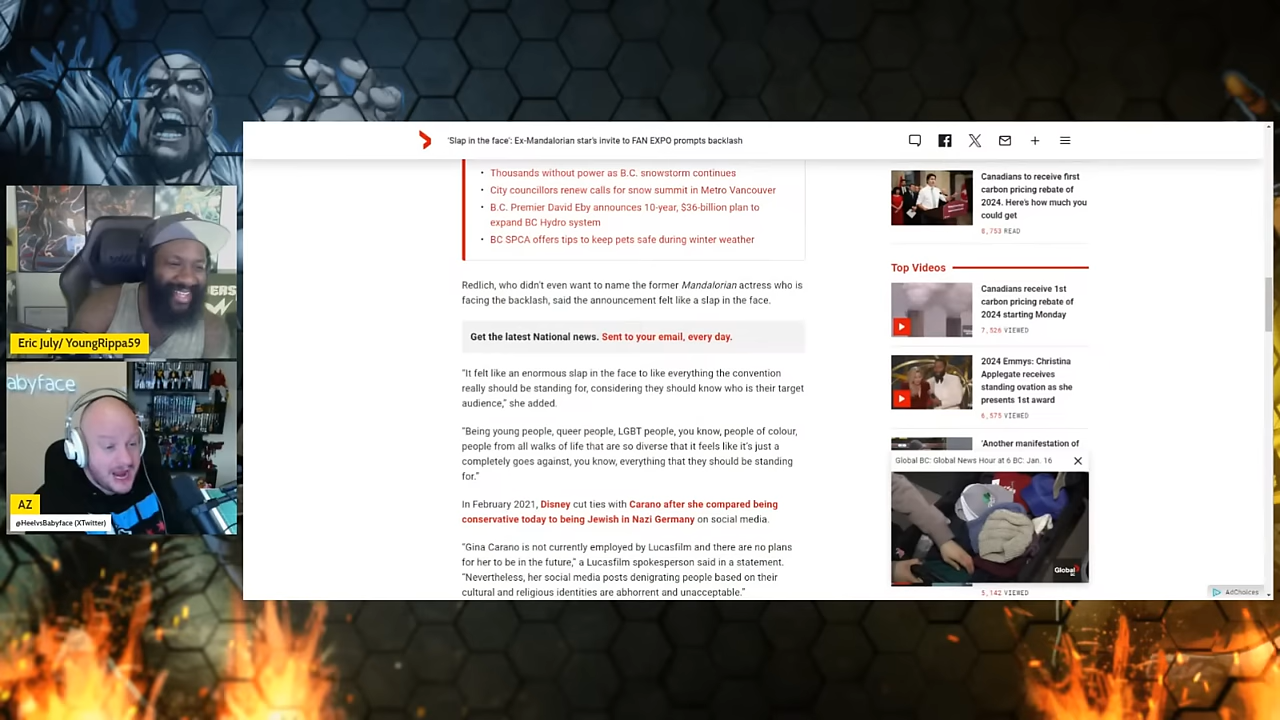 'Slap in the face': Ex-Mandalorian star's invite to FAN EXPO prompts backlash
• Thousands without power as B.C. snowstorm continues
• City councillors renew calls for snow summit in Metro Vancouver
• B.C. Premier David Eby announces 10-year, $36-billion plan to
expand BC Hydro system
• BC SPCA offers tips to keep pets safe during winter weather
Redlich, who didn't even want to name the former Mandalorian actress who is
facing the backlash, said the announcement felt like a slap in the face.
Get the latest National news. Sent to your email, every day.
"It felt like an enormous slap in the face to like everything the convention
really should be standing for, considering they should know who is their target
audience," she added.
"Being young people, queer people, LGBT people, you know, people of colour,
people from all walks of life that are so diverse that it feels like it's just a
completely goes against, you know, everything that they should be standing
for."
In February 2021, Disney cut ties with Carano after she compared being
conservative today to being Jewish in Nazi Germany on social media.
"Gina Carano is not currently employed by Lucasfilm and there are no plans
for her to be in the future," a Lucasfilm spokesperson said in a statement.
"Nevertheless, her social media posts denigrating people based on their
cultural and religious identities are abhorrent and unacceptable."
Canadians to receive first
carbon pricing rebate of
2024. Here's how much you
could get
8,753 READ
Top Videos
Canadians receive 1st
carbon pricing rebate of
2024 starting Monday
7,526 VIEWED
2024 Emmys: Christina
Applegate receives
standing ovation as she
presents 1st award
6,575 VIEWED
'Another manifestation of
Global BC: Global News Hour at 6 BC: Jan. 16
Global
BC
5,142 VIEWED
AdChoices
Eric July/ YoungRippa59
abyface
AZ
@HeelvsBabyface (XTwitter)